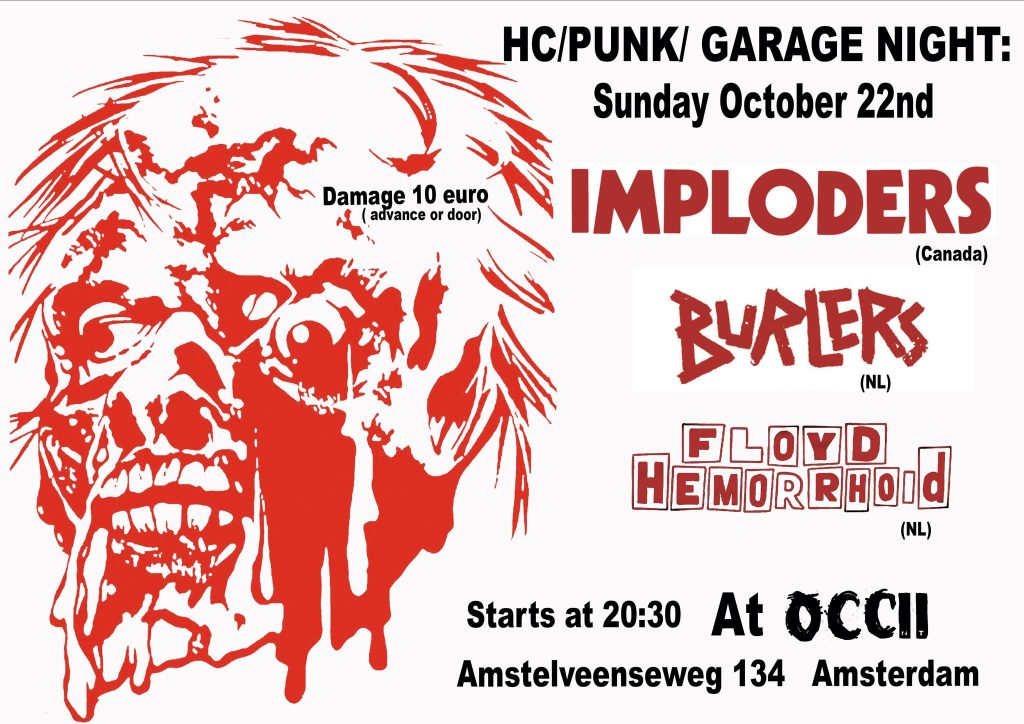 HC/PUNK/ GARAGE NIGHT:
Sunday October 22nd
Damage 10 euro
( advance or door)
IMPLODERS
(Canada)
BURLERS
(NL)
FLOYD
HEMORRHOId
(NL)
Starts at 20:30 At OCCII
Amstelveenseweg 134 Amsterdam